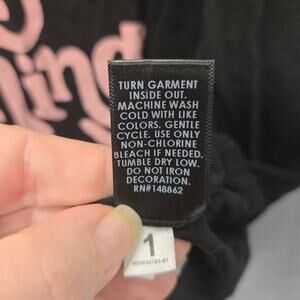 ind
TURN GARMENT
INSIDE OUT.
MACHINE WASH
COLD WITH LIKE
COLORS. GENTLE
CYCLE. USE ONLY
NON-CHLORINE
BLEACH IF NEEDED.
TUMBLE DRY LOW.
DO NOT IRON
DECORATION.
RN#148862
1